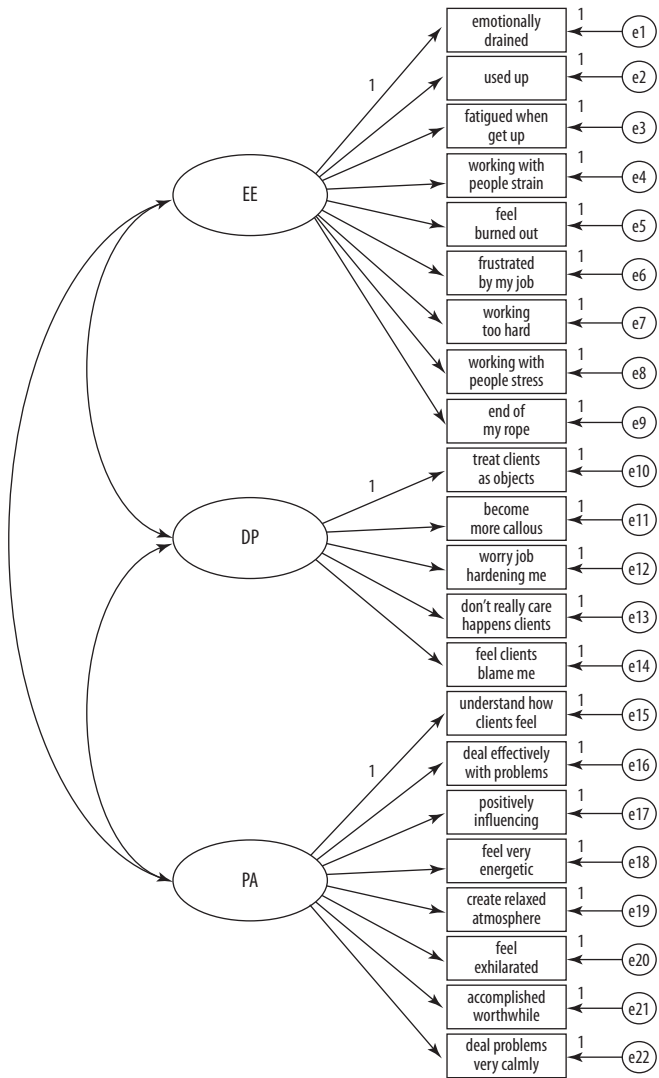 1
emotionally
drained
1
e1
used up
1
e2
fatigued when
get up
1
e3
EE
working with
people strain
1
e4
feel
burned out
1
e5
frustrated
by my job
1
e6
working
too hard
1
e7
working with
people stress
1
e8
end of
my rope
1
e9
1
treat clients
as objects
1
e10
become
more callous
1
e11
DP
worry job
hardening me
1
e12
don't really care
happens clients
1
e13
feel clients
blame me
1
e14
1
understand how
clients feel
1
e15
deal effectively
with problems
1
e16
positively
influencing
1
e17
PA
feel very
energetic
1
e18
create relaxed
atmosphere
1
e19
feel
exhilarated
1
e20
accomplished
worthwhile
1
e21
deal problems
very calmly
1
e22